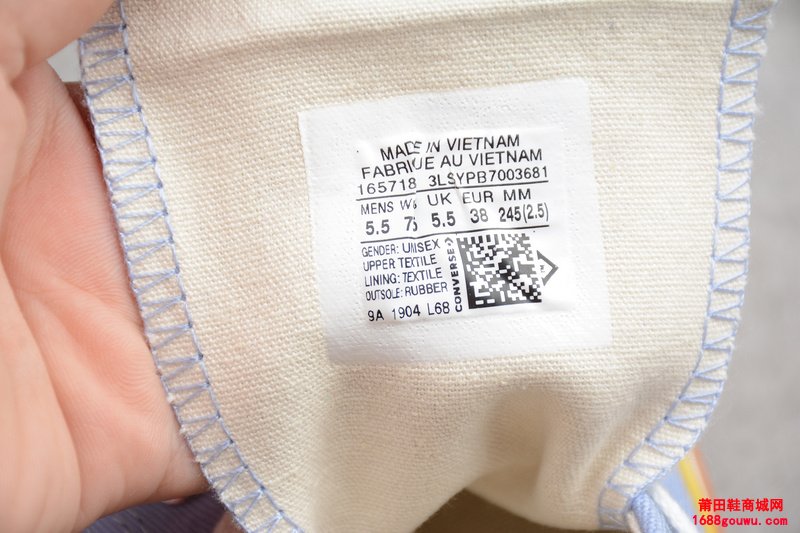 MADE IN VIETNAM
FABRIQUE AU VIETNAM
165718 3LSYPB7003681
MENS UK EUR MM
5.5 5.5 38 245(2.5)
GENDER: UNISEX
UPPER TEXTILE
LINING: TEXTILE
OUTSOLE: RUBBER
CONVERSE
9A 1904 L68
莆田鞋商城网
1688gouwu.com